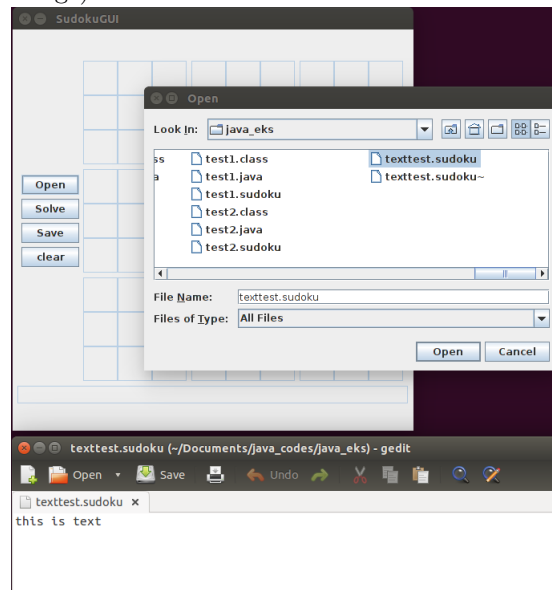 SudokuGUI
Open
Look In: java_eks
ss test1.class texttest.sudoku
a test1.java texttest.sudoku~
test1.sudoku
test2.class
test2.java
test2.sudoku
Open
Solve
Save
clear
File Name: texttest.sudoku
Files of Type: All Files
Open Cancel
texttest.sudoku (~/Documents/java_codes/java_eks) - gedit
Open Save Undo
texttest.sudoku ×
this is text